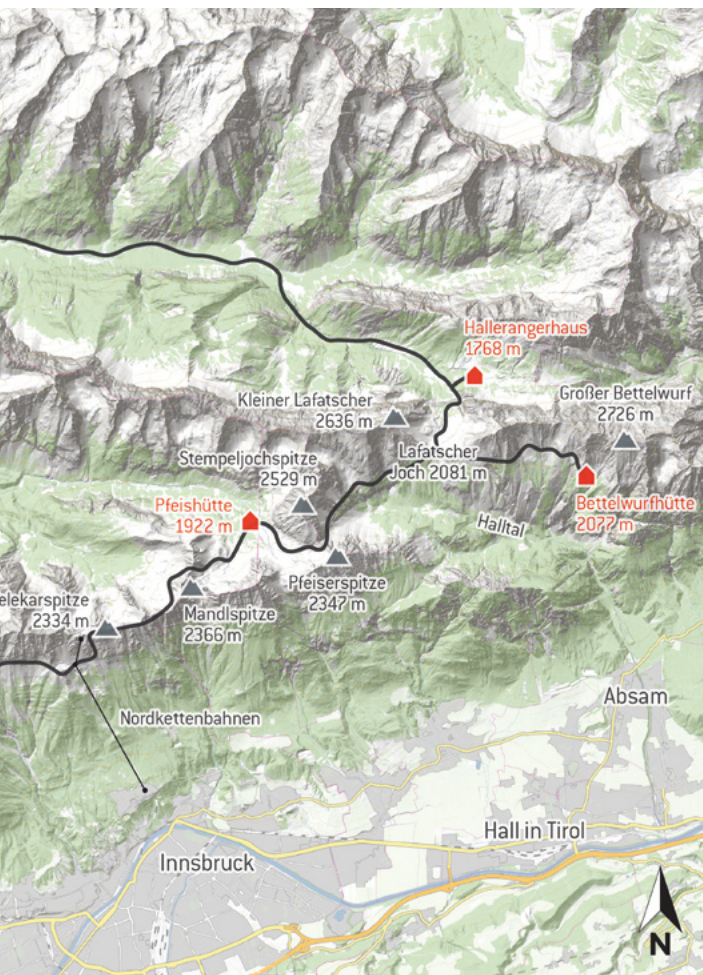 Hallerangerhaus
1768 m
Großer Bettelwurf
2726 m
Kleiner Lafatscher
2636 m
Lafatscher
Joch 2081 m
Stempeljochspitze
2529 m
Bettelwurfhütte
2077 m
Pfeishütte
1922 m
Halltal
Pfeiserspitze
2347 m
elekarspitze
2334 m
Mandlspitze
2366 m
Absam
Nordkettenbahnen
Hall in Tirol
Innsbruck
N